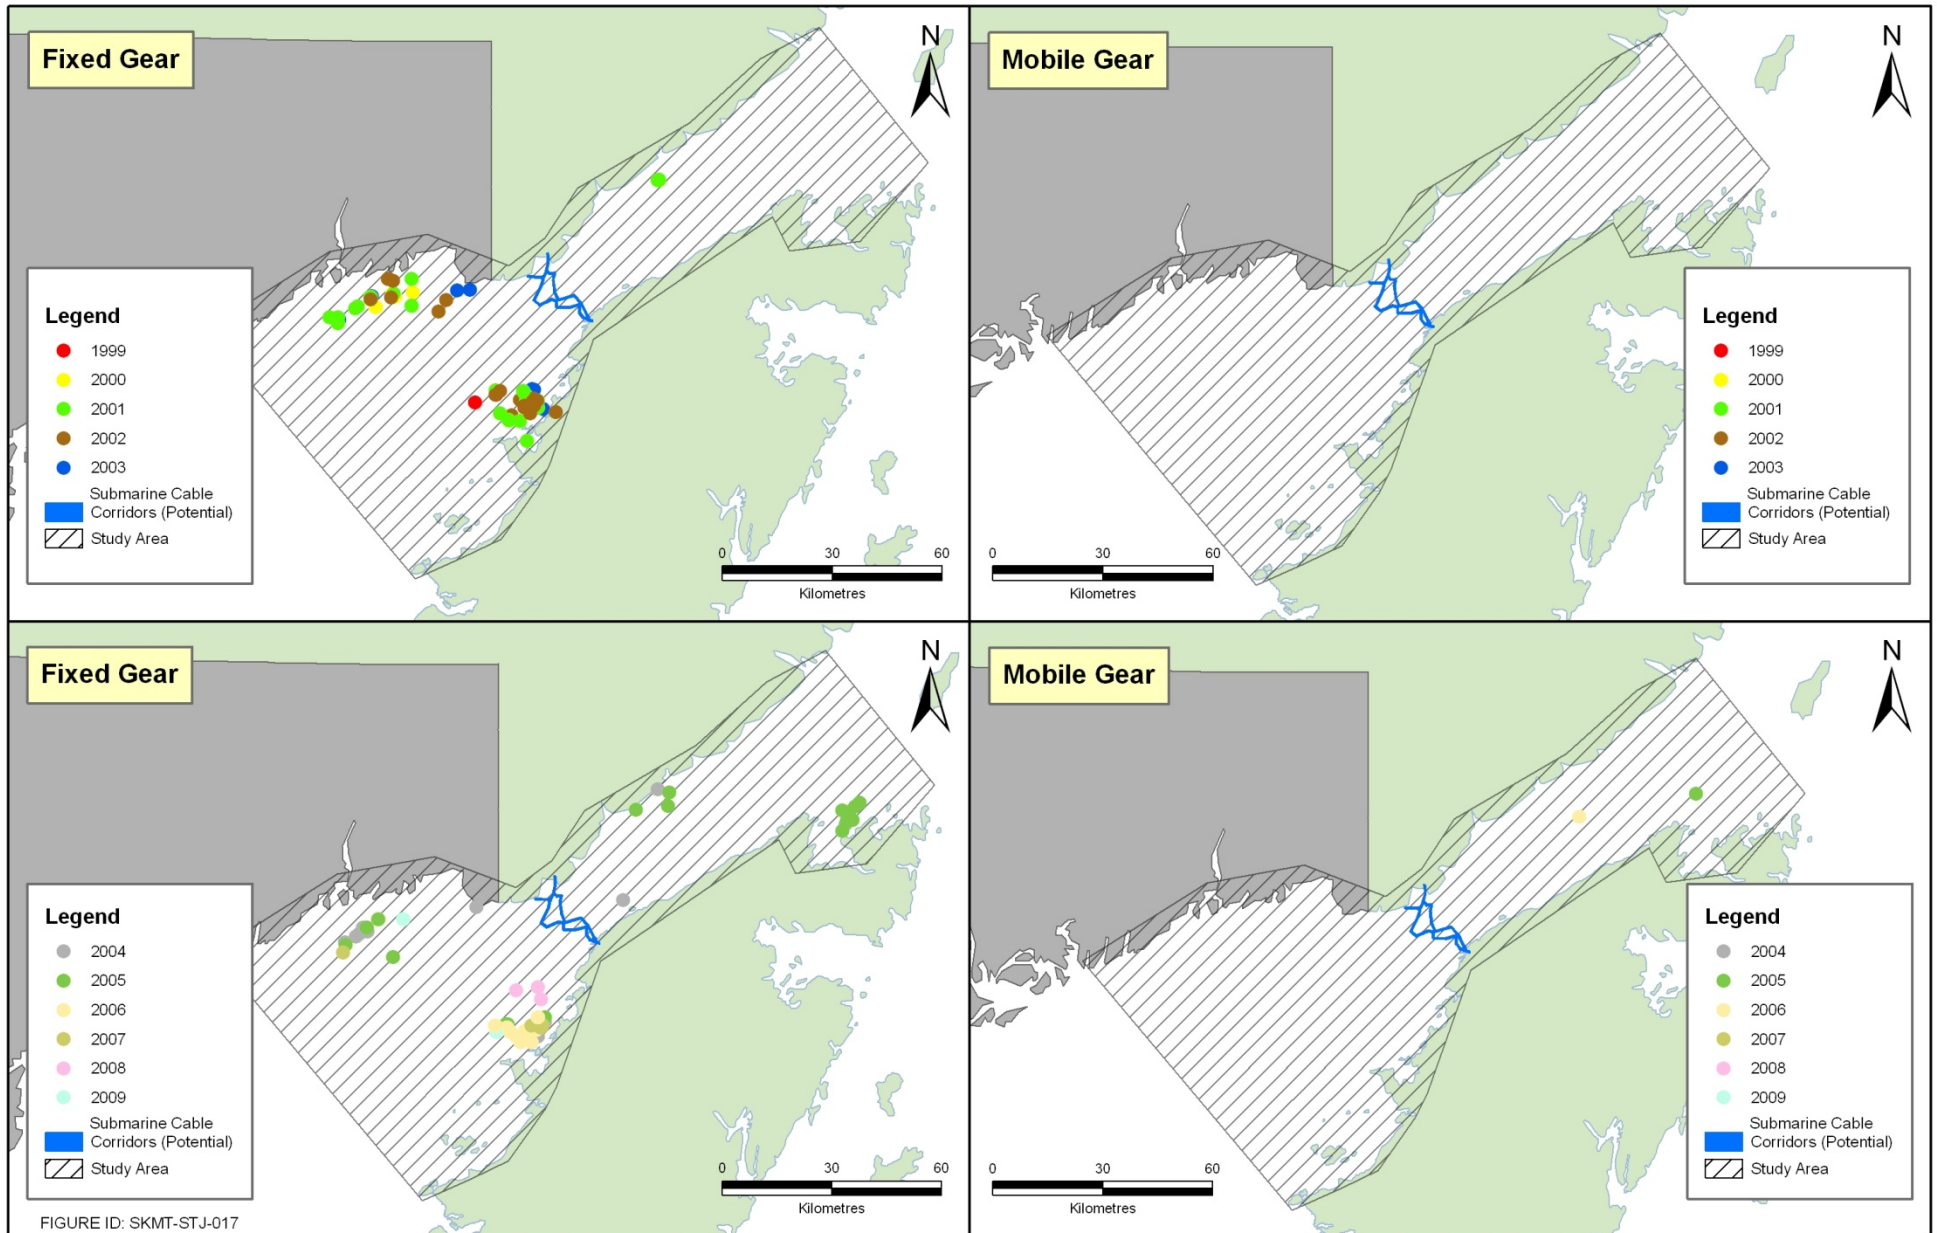 Fixed Gear
N
Legend
1999
2000
2001
2002
2003
Submarine Cable
Corridors (Potential)
Study Area
0 30 60
Kilometres
Mobile Gear
N
Legend
1999
2000
2001
2002
2003
Submarine Cable
Corridors (Potential)
Study Area
0 30 60
Kilometres
Fixed Gear
N
Legend
2004
2005
2006
2007
2008
2009
Submarine Cable
Corridors (Potential)
Study Area
0 30 60
Kilometres
FIGURE ID: SKMT-STJ-017
Mobile Gear
N
Legend
2004
2005
2006
2007
2008
2009
Submarine Cable
Corridors (Potential)
Study Area
0 30 60
Kilometres